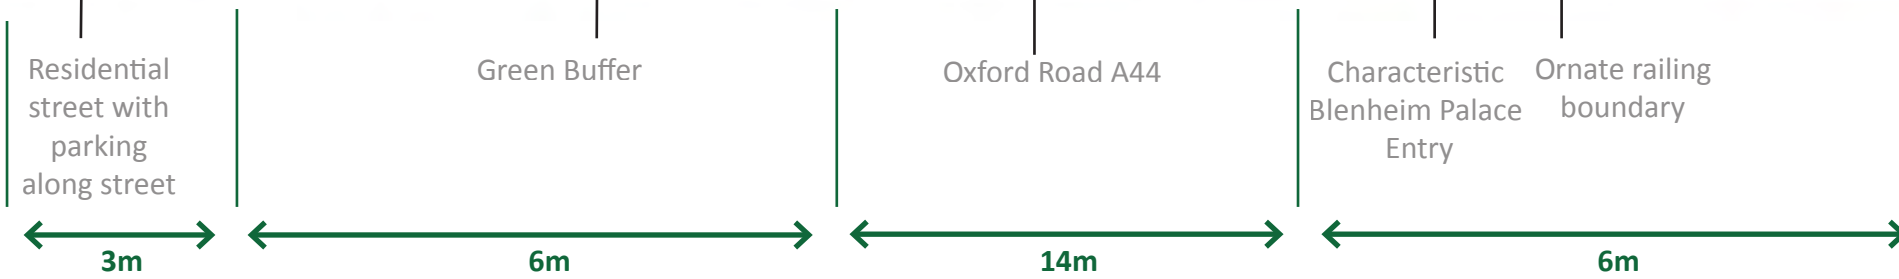 Residential
street with
parking
along street
Green Buffer
Oxford Road A44
Characteristic
Blenheim Palace
Entry
Ornate railing
boundary
3m
6m
14m
6m